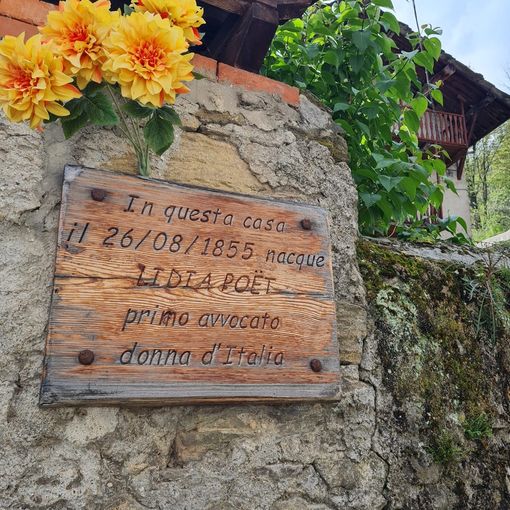 In questa casa
il 26/08/1855 nacque
LIDIA POËT
primo avvocato
donna d'Italia